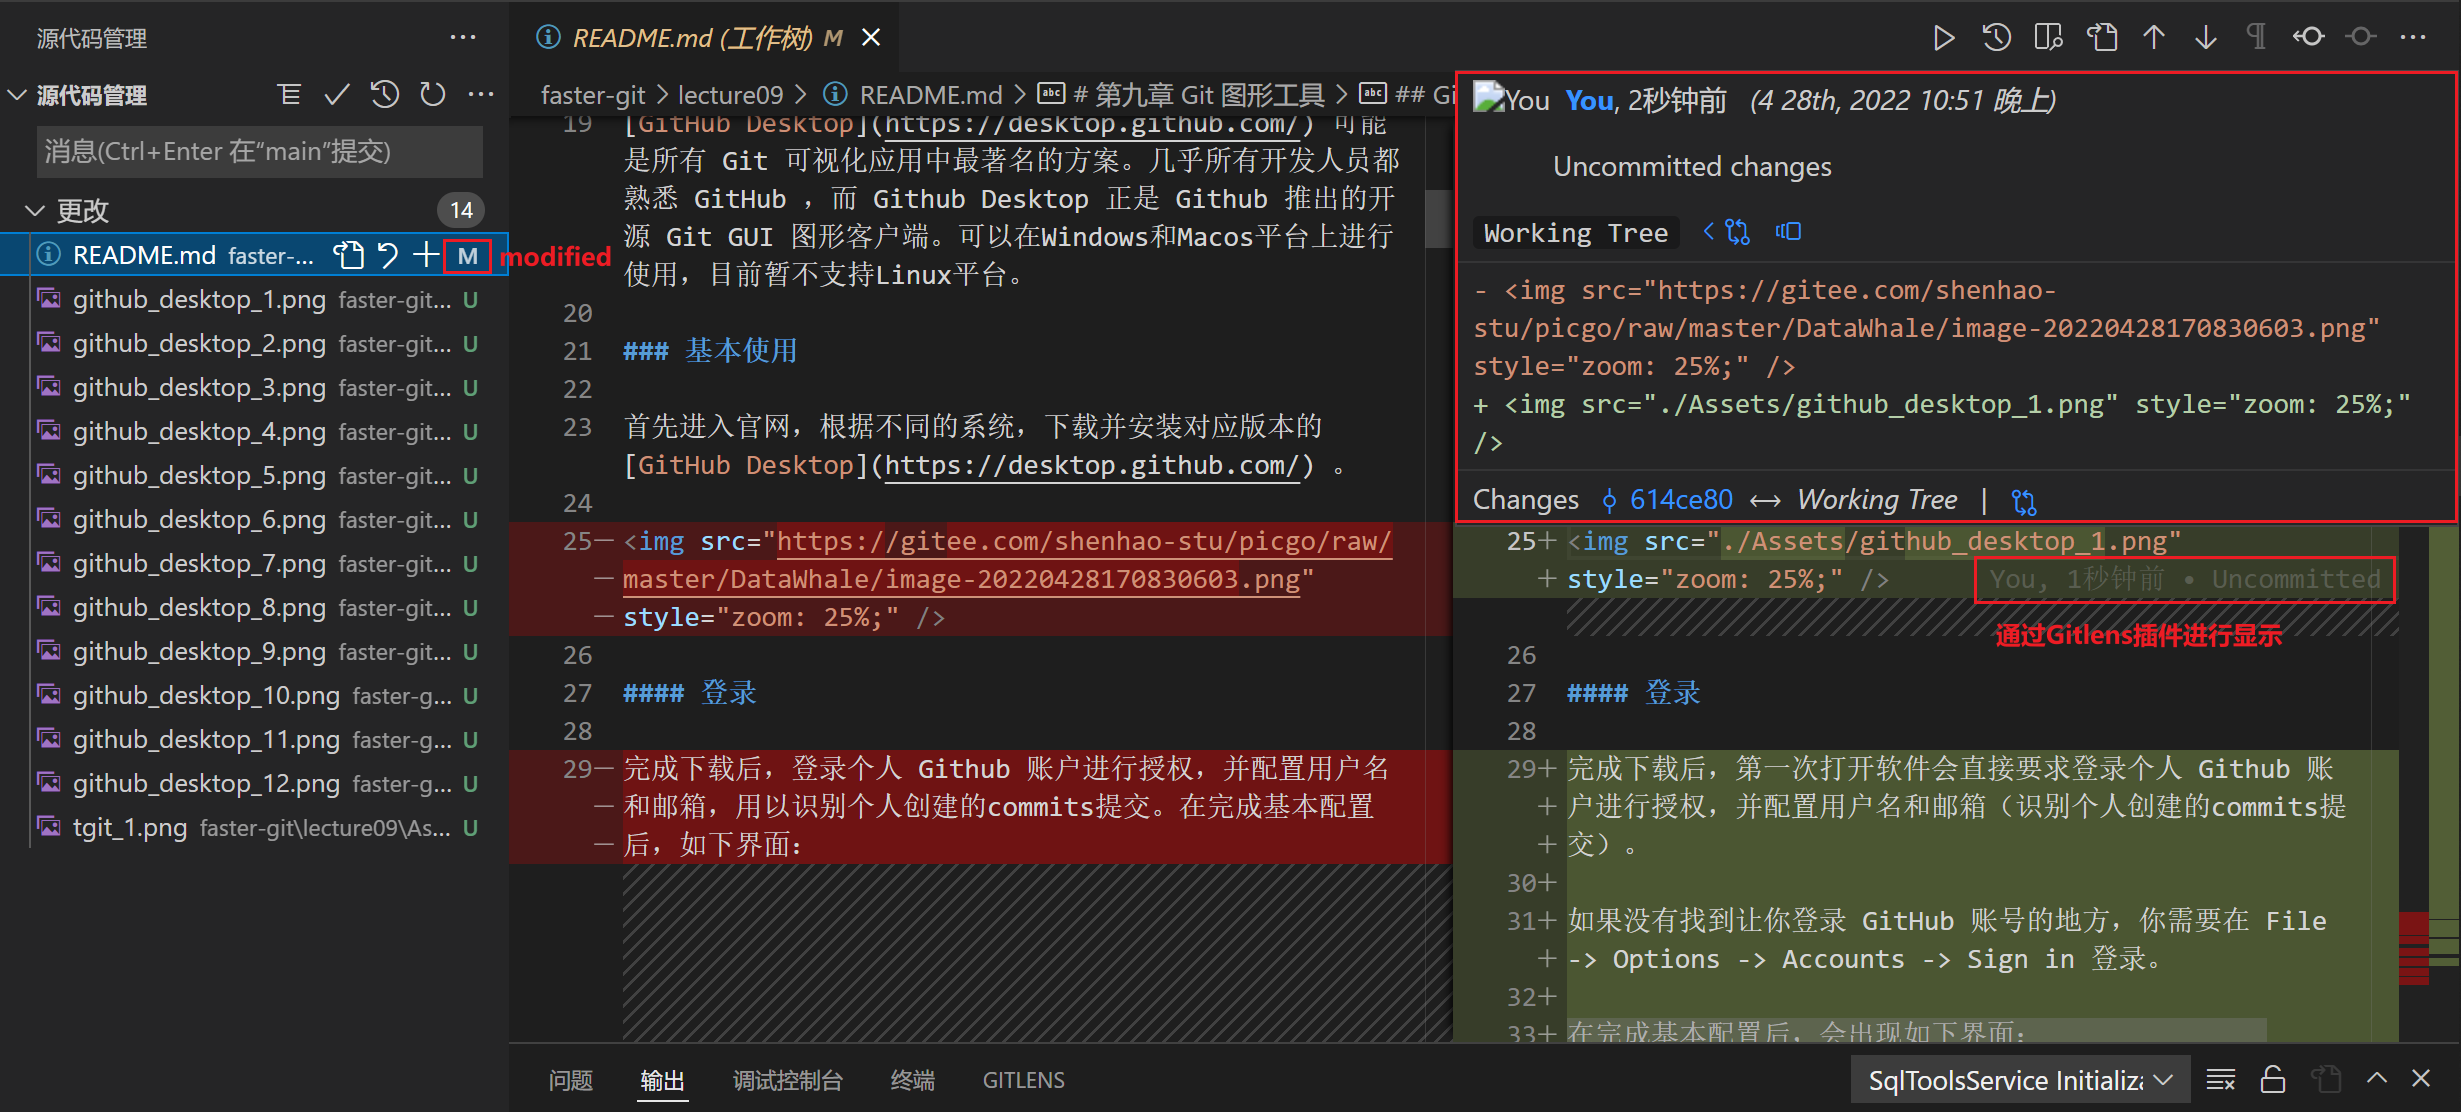 源代码管理
README.md (工作树) M
源代码管理
消息(Ctrl+Enter 在“main”提交)
更改 14
README.md faster-... M
modified
github_desktop_1.png faster-git... U
github_desktop_2.png faster-git... U
github_desktop_3.png faster-git... U
github_desktop_4.png faster-git... U
github_desktop_5.png faster-git... U
github_desktop_6.png faster-git... U
github_desktop_7.png faster-git... U
github_desktop_8.png faster-git... U
github_desktop_9.png faster-git... U
github_desktop_10.png faster-g... U
github_desktop_11.png faster-g... U
github_desktop_12.png faster-g... U
tgit_1.png faster-git\lecture09\As... U
faster-git > lecture09 > README.md > # 第九章 Git 图形工具 > ## Gi
19 [GitHub Desktop](https://desktop.github.com/) 可能
是所有 Git 可视化应用中最著名的方案。几乎所有开发人员都
熟悉 GitHub ，而 Github Desktop 正是 Github 推出的开
源 Git GUI 图形客户端。可以在Windows和Macos平台上进行
使用，目前暂不支持Linux平台。
20
21 ### 基本使用
22
23 首先进入官网，根据不同的系统，下载并安装对应版本的
[GitHub Desktop](https://desktop.github.com/) 。
24
25— <img src="https://gitee.com/shenhao-stu/picgo/raw/
— master/DataWhale/image-20220428170830603.png"
— style="zoom: 25%;" />
26
27 #### 登录
28
29— 完成下载后，登录个人 Github 账户进行授权，并配置用户名
— 和邮箱，用以识别个人创建的commits提交。在完成基本配置
— 后，如下界面：
You You, 2秒钟前 (4 28th, 2022 10:51 晚上)
Uncommitted changes
Working Tree
- <img src="https://gitee.com/shenhao-
stu/picgo/raw/master/DataWhale/image-20220428170830603.png"
style="zoom: 25%;" />
+ <img src="./Assets/github_desktop_1.png" style="zoom: 25%;"
/>
Changes 614ce80 ⟷ Working Tree |
25+ <img src="./Assets/github_desktop_1.png"
+ style="zoom: 25%;" /> You, 1秒钟前 • Uncommitted
通过Gitlens插件进行显示
26
27 #### 登录
28
29+ 完成下载后，第一次打开软件会直接要求登录个人 Github 账
+ 户进行授权，并配置用户名和邮箱（识别个人创建的commits提
+ 交）。
30+
31+ 如果没有找到让你登录 GitHub 账号的地方，你需要在 File
+ -> Options -> Accounts -> Sign in 登录。
32+
33+ 在完成基本配置后，会出现如下界面：
问题 输出 调试控制台 终端 GITLENS
SqlToolsService Initializa